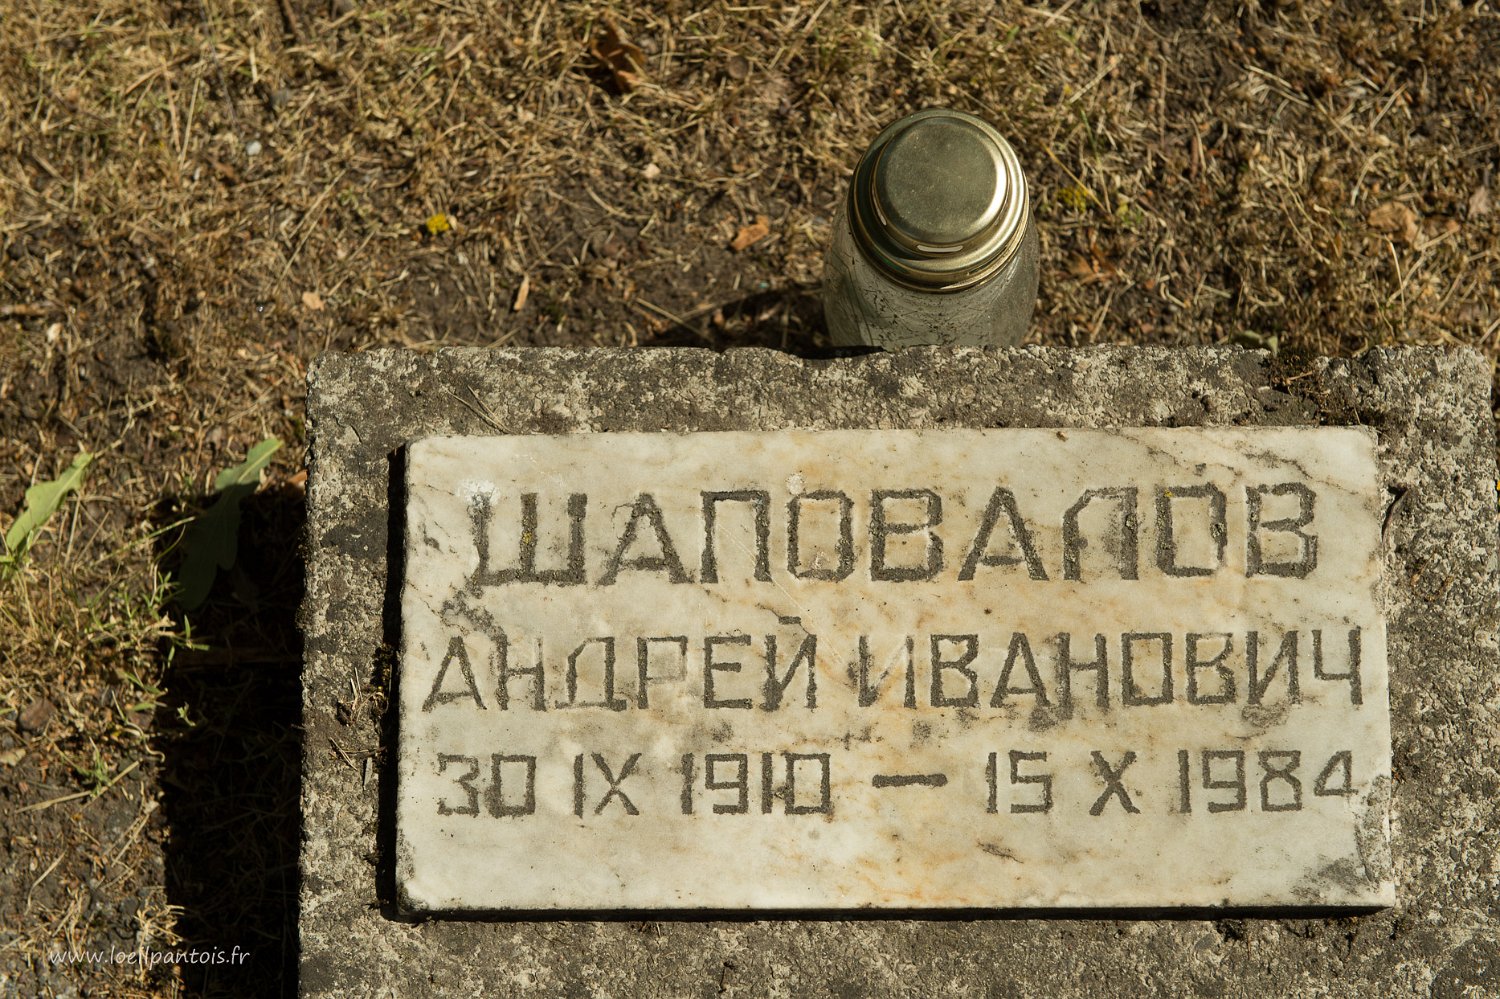 ШАПОВАЛОВ
АНДРЕЙ ИВАНОВИЧ
30 IX 1910 — 15 X 1984
www.loeilpantois.fr